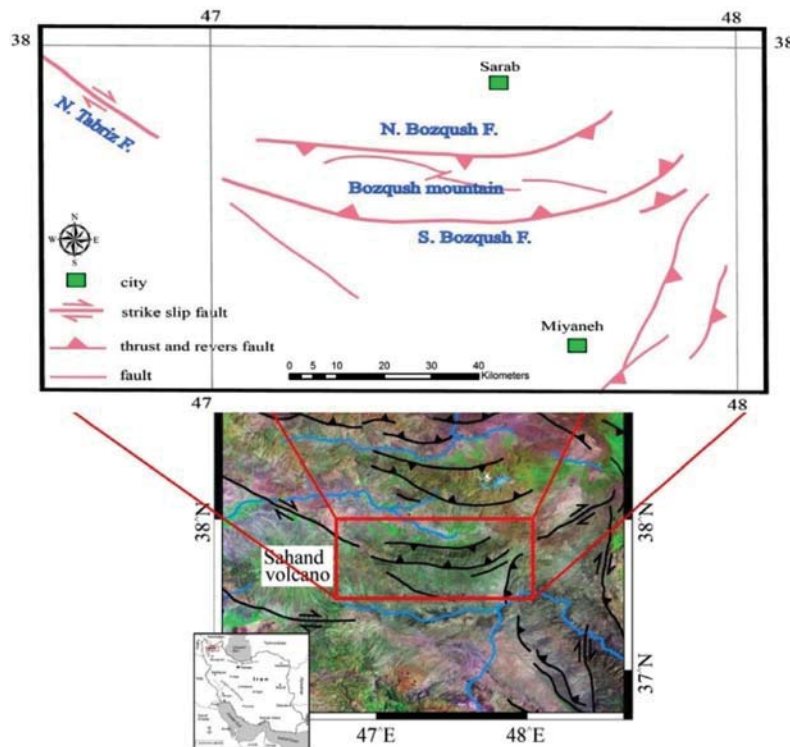 47
48
38
38
Sarab
N. Tabriz F.
N. Bozqush F.
Bozqush mountain
S. Bozqush F.
N
W E
S
city
strike slip fault
thrust and revers fault
fault
Miyaneh
0 5 10 20 30 40
Kilometers
47
48
38°N
38°N
Sahand
volcano
37°N
Iran
47°E
48°E